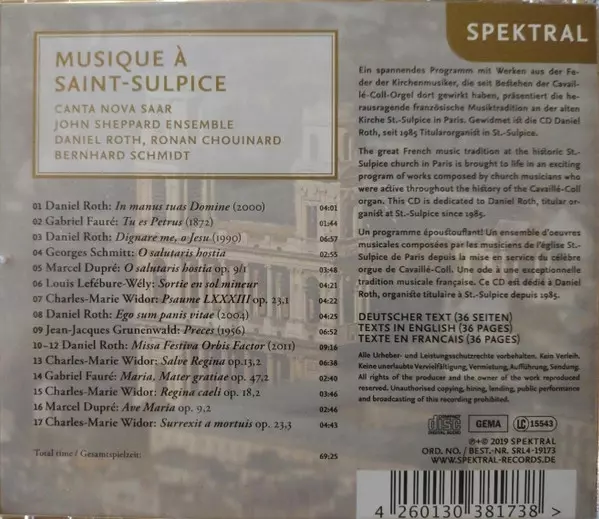 SPEKTRAL
MUSIQUE À
SAINT-SULPICE
CANTA NOVA SAAR
JOHN SHEPPARD ENSEMBLE
DANIEL ROTH, RONAN CHOUINARD
BERNHARD SCHMIDT
01 Daniel Roth: In manus tuas Domine (2000) 04:01
02 Gabriel Fauré: Tu es Petrus (1872) 01:44
03 Daniel Roth: Dignare me, o Jesu (1990) 06:57
04 Georges Schmitt: O salutaris hostia 02:55
05 Marcel Dupré: O salutaris hostia op. 9/1 02:58
06 Louis Lefébure-Wély: Sortie en sol mineur 04:21
07 Charles-Marie Widor: Psaume LXXXIII op. 23,1 04:22
08 Daniel Roth: Ego sum panis vitae (2004) 04:25
09 Jean-Jacques Grunenwald: Preces (1956) 06:52
10–12 Daniel Roth: Missa Festiva Orbis Factor (2011) 09:16
13 Charles-Marie Widor: Salve Regina op.13,2 06:38
14 Gabriel Fauré: Maria, Mater gratiae op. 47,2 02:40
15 Charles-Marie Widor: Regina caeli op. 18,2 03:46
16 Marcel Dupré: Ave Maria op. 9,2 02:46
17 Charles-Marie Widor: Surrexit a mortuis op. 23,3 04:43
Total time / Gesamtspielzeit: 69:25
Ein spannendes Programm mit Werken aus der Fe-
der der Kirchenmusiker, die seit Bestehen der Cavail-
lé-Coll-Orgel dort gewirkt haben, präsentiert die he-
rausragende französische Musiktradition an der alten
Kirche St.-Sulpice in Paris. Gewidmet ist die CD Daniel
Roth, seit 1985 Titularorganist in St.-Sulpice.
The great French music tradition at the historic St.-
Sulpice church in Paris is brought to life in an exciting
program of works composed by church musicians who
were active throughout the history of the Cavaillé-Coll
organ. This CD is dedicated to Daniel Roth, titular or-
ganist at St.-Sulpice since 1985.
Un programme époustouflant! Un ensemble d'oeuvres
musicales composées par les musiciens de l'église St.-
Sulpice de Paris depuis la mise en service du célèbre
orgue de Cavaillé-Coll. Une ode a une exceptionelle
tradition musicale française. Ce CD est dédié à Daniel
Roth, organiste titulaire à St.-Sulpice depuis 1985.
DEUTSCHER TEXT (36 SEITEN)
TEXTS IN ENGLISH (36 PAGES)
TEXTE EN FRANCAIS (36 PAGES)
Alle Urheber- und Leistungsschutzrechte vorbehalten. Kein Verleih.
Keine unerlaubte Vervielfältigung, Vermietung, Aufführung, Sendung.
All rights of the producer and the owner of the work reproduced
reserved. Unauthorised copying, hiring, lending, public performance
and broadcasting of this recording prohibited.
COMPACT disc DIGITAL AUDIO
GEMA
LC 15543
℗+© 2019 SPEKTRAL
ORD. NO. / BEST.-NR. SRL4-19173
WWW.SPEKTRAL-RECORDS.DE
4 260130 381738 >